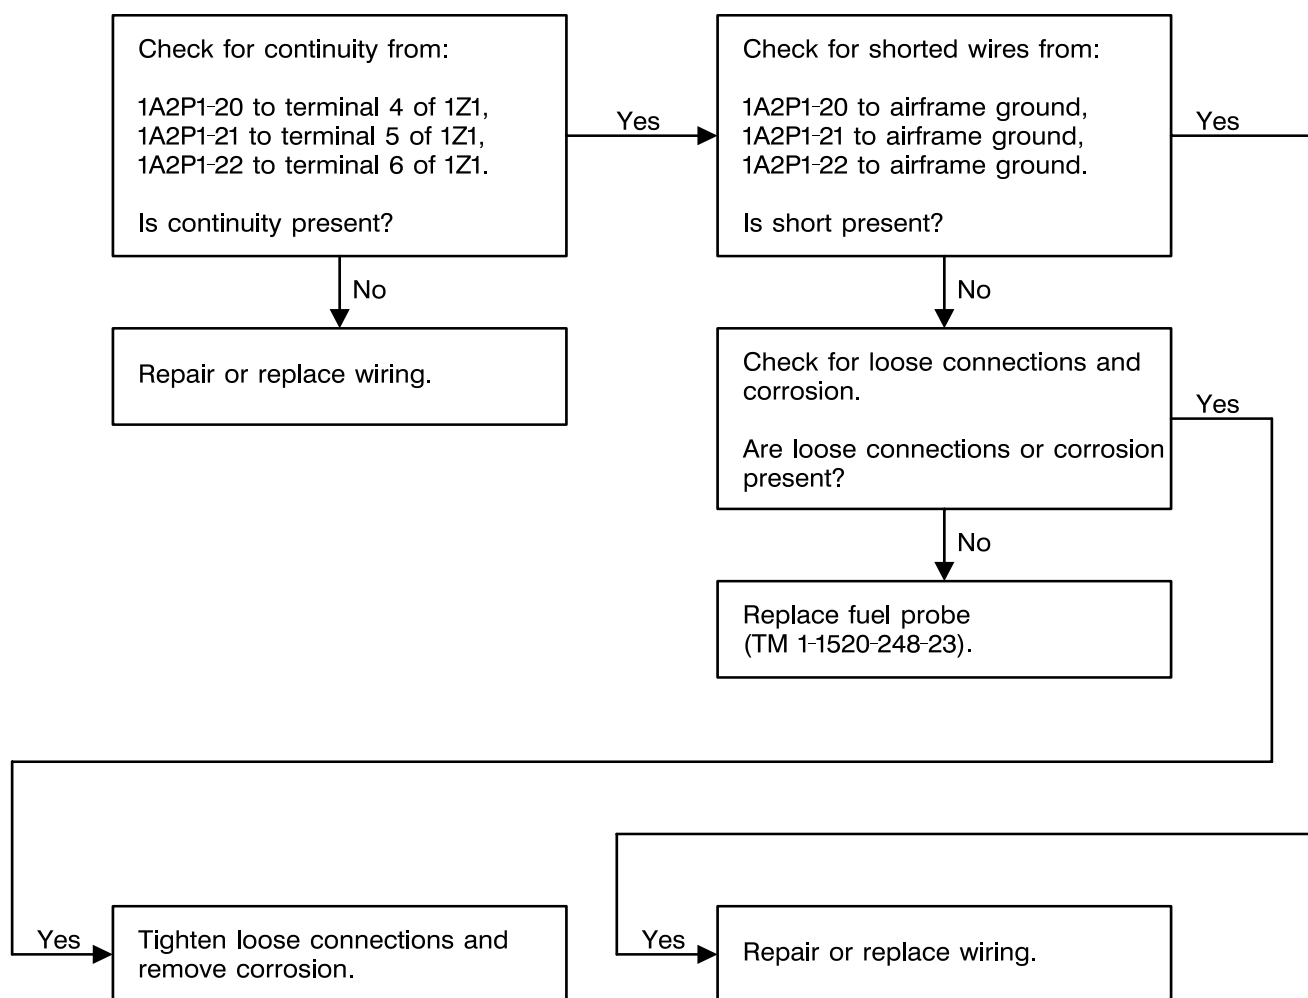 Check for continuity from:
1A2P1-20 to terminal 4 of 1Z1,
1A2P1-21 to terminal 5 of 1Z1,
1A2P1-22 to terminal 6 of 1Z1.
Is continuity present?
Yes
Check for shorted wires from:
1A2P1-20 to airframe ground,
1A2P1-21 to airframe ground,
1A2P1-22 to airframe ground.
Is short present?
Yes
No
No
Repair or replace wiring.
Check for loose connections and
corrosion.
Are loose connections or corrosion
present?
Yes
No
Replace fuel probe
(TM 1-1520-248-23).
Yes
Tighten loose connections and
remove corrosion.
Yes
Repair or replace wiring.